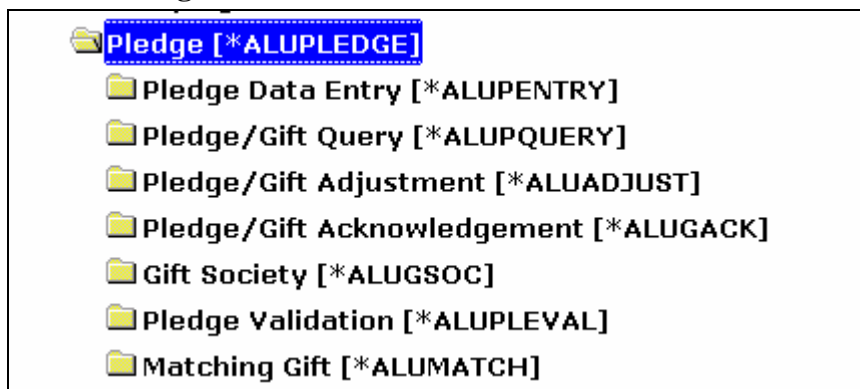 Pledge [*ALUPLEDGE]
Pledge Data Entry [*ALUPENTRY]
Pledge/Gift Query [*ALUPQUERY]
Pledge/Gift Adjustment [*ALUADJUST]
Pledge/Gift Acknowledgement [*ALUGACK]
Gift Society [*ALUGSOC]
Pledge Validation [*ALUPLEVAL]
Matching Gift [*ALUMATCH]